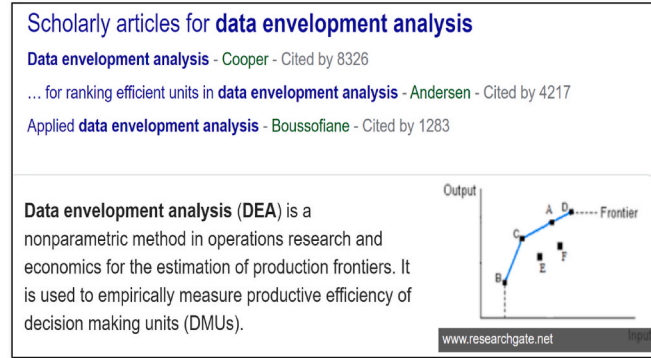 Scholarly articles for data envelopment analysis
Data envelopment analysis - Cooper - Cited by 8326
… for ranking efficient units in data envelopment analysis - Andersen - Cited by 4217
Applied data envelopment analysis - Boussofiane - Cited by 1283
Data envelopment analysis (DEA) is a
nonparametric method in operations research and
economics for the estimation of production frontiers. It
is used to empirically measure productive efficiency of
decision making units (DMUs).
Output
A D
Frontier
C
E F
B
www.researchgate.net
Input